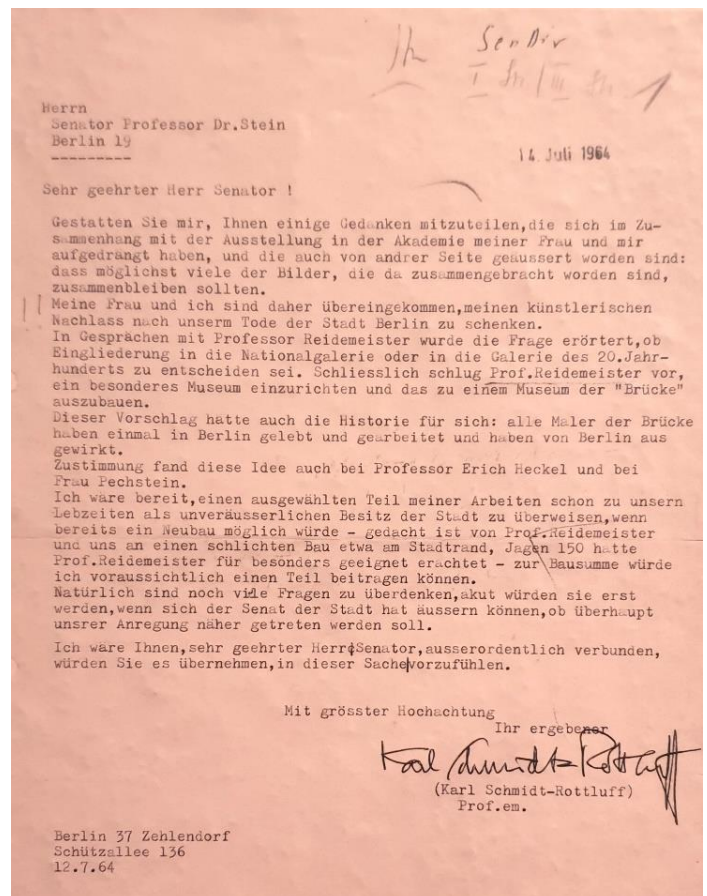 SenDir
I
III
Herrn
Senator Professor Dr.Stein
Berlin 19
---------
14. Juli 1964
Sehr geehrter Herr Senator !
Gestatten Sie mir, Ihnen einige Gedanken mitzuteilen,die sich im Zu-
sammenhang mit der Ausstellung in der Akademie meiner Frau und mir
aufgedrängt haben, und die auch von andrer Seite geäussert worden sind:
dass möglichst viele der Bilder, die da zusammengebracht worden sind,
zusammenbleiben sollten.
Meine Frau und ich sind daher übereingekommen,meinen künstlerischen
Nachlass nach unserm Tode der Stadt Berlin zu schenken.
In Gesprächen mit Professor Reidemeister wurde die Frage erörtert,ob
Eingliederung in die Nationalgalerie oder in die Galerie des 20.Jahr-
hunderts zu entscheiden sei. Schliesslich schlug Prof.Reidemeister vor,
ein besonderes Museum einzurichten und das zu einem Museum der "Brücke"
auszubauen.
Dieser Vorschlag hatte auch die Historie für sich: alle Maler der Brücke
haben einmal in Berlin gelebt und gearbeitet und haben von Berlin aus
gewirkt.
Zustimmung fand diese Idee auch bei Professor Erich Heckel und bei
Frau Pechstein.
Ich wäre bereit,einen ausgewählten Teil meiner Arbeiten schon zu unsern
Lebzeiten als unveräusserlichen Besitz der Stadt zu überweisen,wenn
bereits ein Neubau möglich würde - gedacht ist von Prof.Reidemeister
und uns an einen schlichten Bau etwa am Stadtrand, Jagen 150 hatte
Prof.Reidemeister für besonders geeignet erachtet - zur Bausumme würde
ich voraussichtlich einen Teil beitragen können.
Natürlich sind noch viele Fragen zu überdenken,akut würden sie erst
werden,wenn sich der Senat der Stadt hat äussern können,ob überhaupt
unsrer Anregung näher getreten werden soll.
Ich wäre Ihnen,sehr geehrter Herr Senator,ausserordentlich verbunden,
würden Sie es übernehmen,in dieser Sache vorzufühlen.
Mit grösster Hochachtung
Ihr ergebener
Karl Schmidt-Rottluff
(Karl Schmidt-Rottluff)
Prof.em.
Berlin 37 Zehlendorf
Schützallee 136
12.7.64